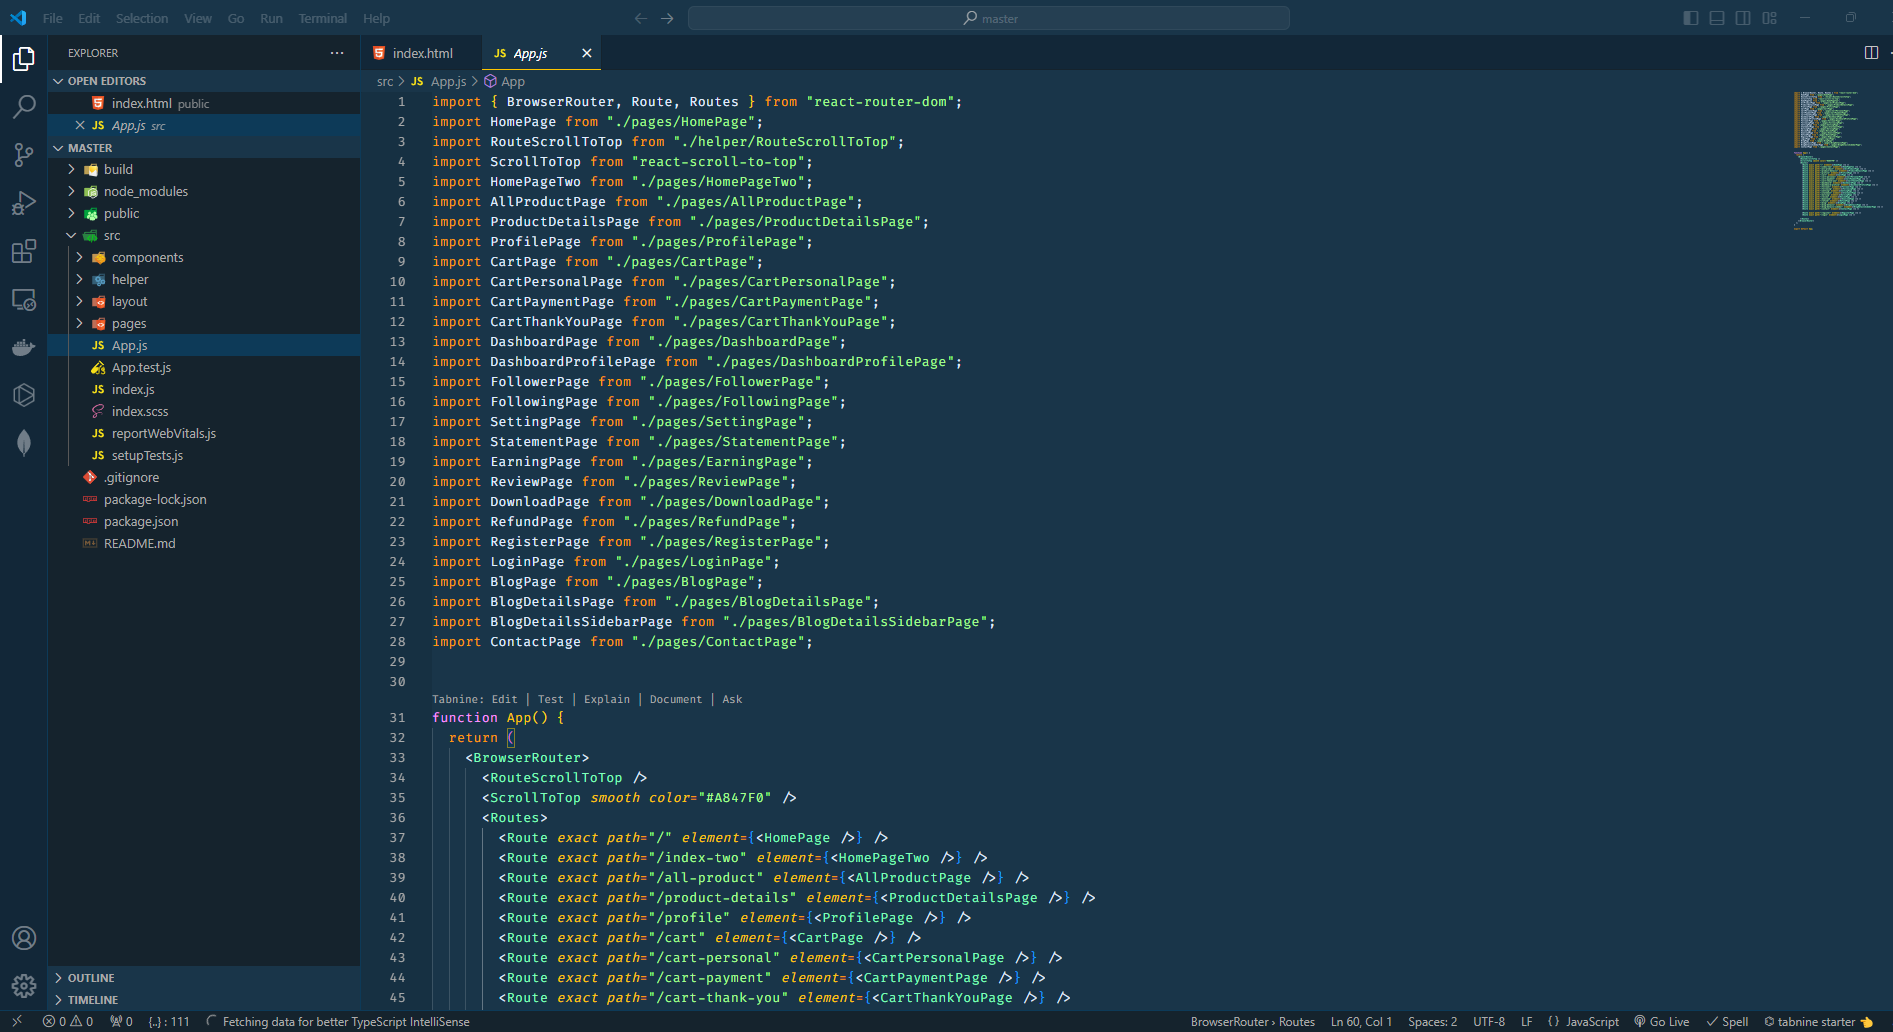 File Edit Selection View Go Run Terminal Help
master
EXPLORER
OPEN EDITORS
index.html public
App.js src
MASTER
build
node_modules
public
src
components
helper
layout
pages
App.js
App.test.js
index.js
index.scss
reportWebVitals.js
setupTests.js
.gitignore
package-lock.json
package.json
README.md
OUTLINE
TIMELINE
index.html
JS App.js
src > JS App.js > App
1 import { BrowserRouter, Route, Routes } from "react-router-dom";
2 import HomePage from "./pages/HomePage";
3 import RouteScrollToTop from "./helper/RouteScrollToTop";
4 import ScrollToTop from "react-scroll-to-top";
5 import HomePageTwo from "./pages/HomePageTwo";
6 import AllProductPage from "./pages/AllProductPage";
7 import ProductDetailsPage from "./pages/ProductDetailsPage";
8 import ProfilePage from "./pages/ProfilePage";
9 import CartPage from "./pages/CartPage";
10 import CartPersonalPage from "./pages/CartPersonalPage";
11 import CartPaymentPage from "./pages/CartPaymentPage";
12 import CartThankYouPage from "./pages/CartThankYouPage";
13 import DashboardPage from "./pages/DashboardPage";
14 import DashboardProfilePage from "./pages/DashboardProfilePage";
15 import FollowerPage from "./pages/FollowerPage";
16 import FollowingPage from "./pages/FollowingPage";
17 import SettingPage from "./pages/SettingPage";
18 import StatementPage from "./pages/StatementPage";
19 import EarningPage from "./pages/EarningPage";
20 import ReviewPage from "./pages/ReviewPage";
21 import DownloadPage from "./pages/DownloadPage";
22 import RefundPage from "./pages/RefundPage";
23 import RegisterPage from "./pages/RegisterPage";
24 import LoginPage from "./pages/LoginPage";
25 import BlogPage from "./pages/BlogPage";
26 import BlogDetailsPage from "./pages/BlogDetailsPage";
27 import BlogDetailsSidebarPage from "./pages/BlogDetailsSidebarPage";
28 import ContactPage from "./pages/ContactPage";
29
30
Tabnine: Edit | Test | Explain | Document | Ask
31 function App() {
32 return (
33 <BrowserRouter>
34 <RouteScrollToTop />
35 <ScrollToTop smooth color="#A847F0" />
36 <Routes>
37 <Route exact path="/" element={<HomePage />} />
38 <Route exact path="/index-two" element={<HomePageTwo />} />
39 <Route exact path="/all-product" element={<AllProductPage />} />
40 <Route exact path="/product-details" element={<ProductDetailsPage />} />
41 <Route exact path="/profile" element={<ProfilePage />} />
42 <Route exact path="/cart" element={<CartPage />} />
43 <Route exact path="/cart-personal" element={<CartPersonalPage />} />
44 <Route exact path="/cart-payment" element={<CartPaymentPage />} />
45 <Route exact path="/cart-thank-you" element={<CartThankYouPage />} />
0 0 0 {..} : 111 Fetching data for better TypeScript IntelliSense BrowserRouter › Routes Ln 60, Col 1 Spaces: 2 UTF-8 LF {} JavaScript Go Live Spell tabnine starter